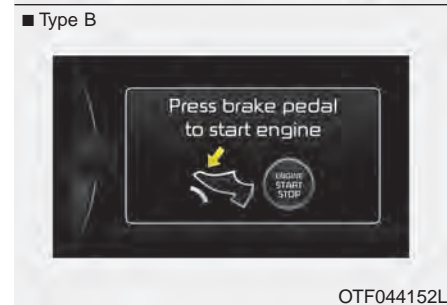 ■ Type B
Press brake pedal
to start engine
ENGINE
START
STOP
OTF044152L